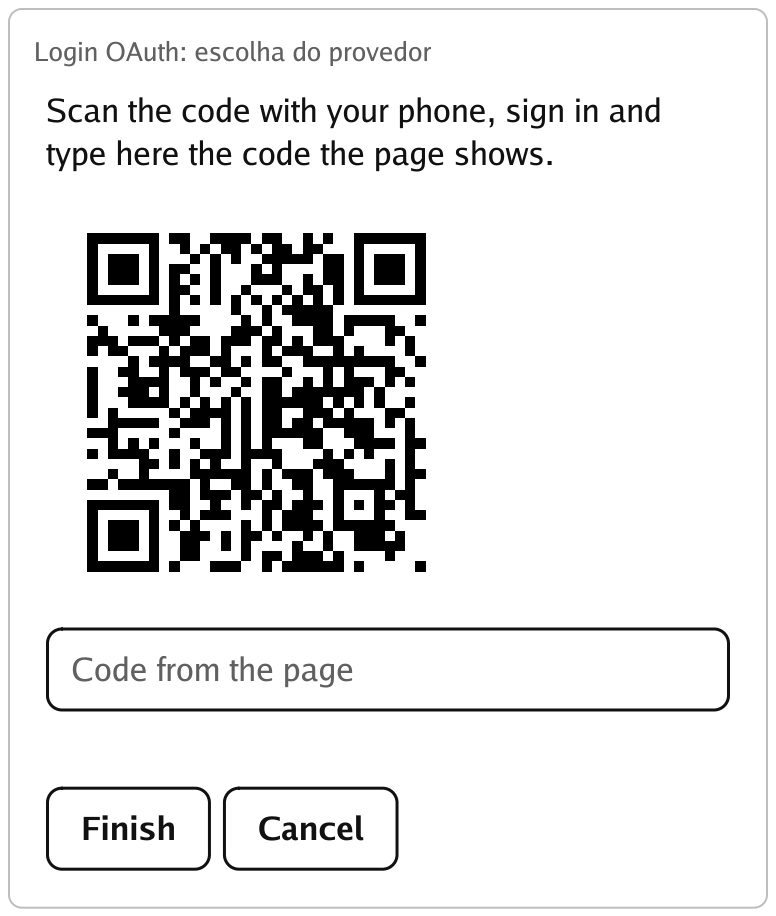 Login OAuth: escolha do provedor
Scan the code with your phone, sign in and
type here the code the page shows.
Code from the page
Finish
Cancel